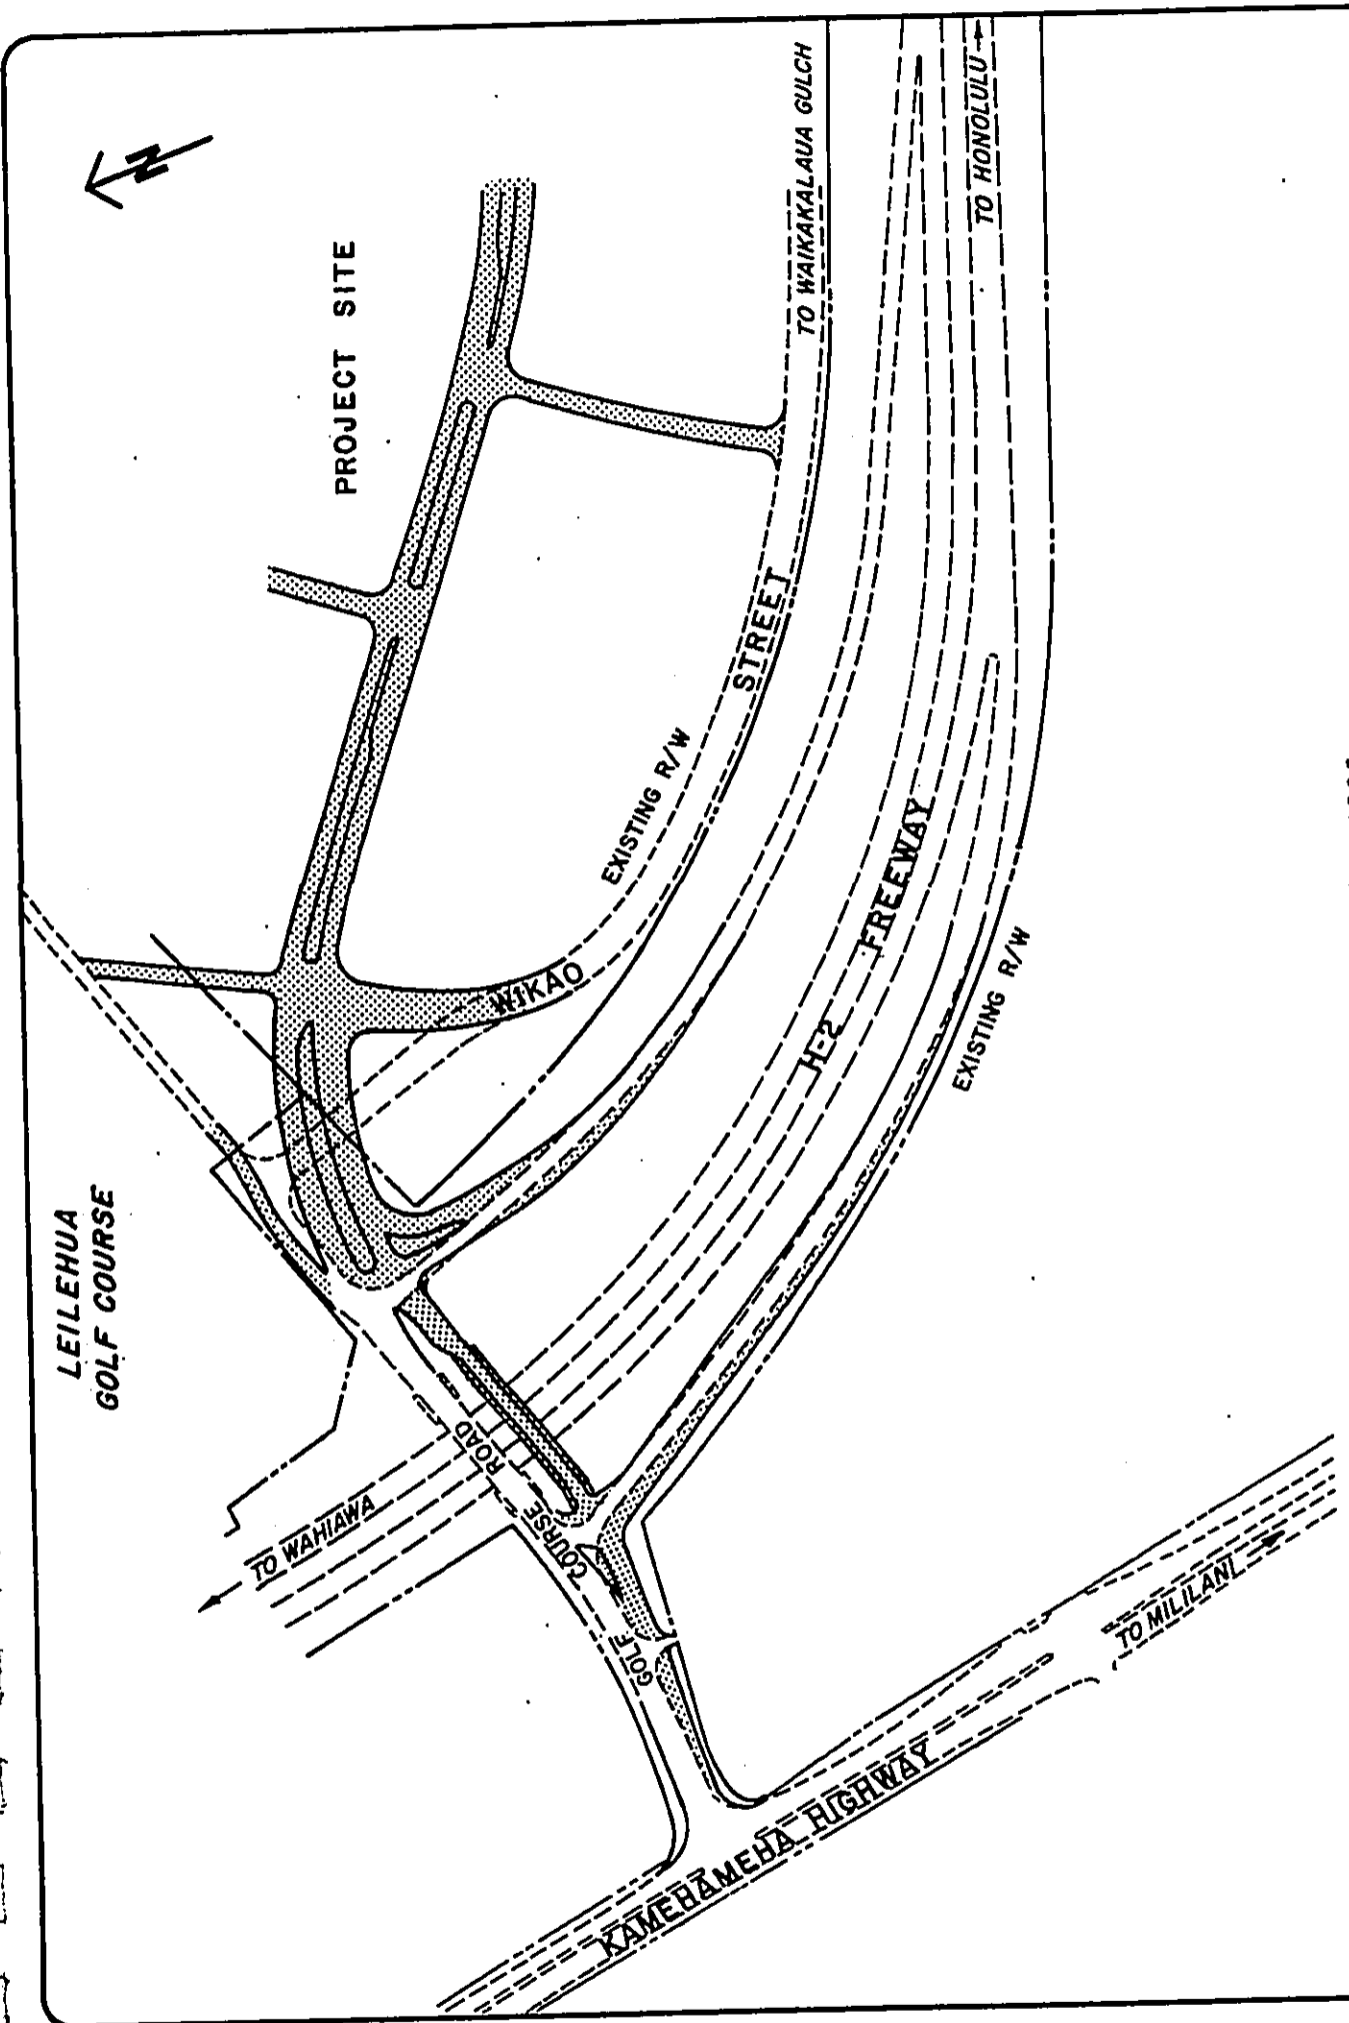 N
PROJECT SITE
TO WAIKAKALAUA GULCH
TO HONOLULU
EXISTING R/W
WIKAO STREET
H-2 FREEWAY
EXISTING R/W
LEILEHUA
GOLF COURSE
TO WAHIAWA
GOLF COURSE ROAD
TO MILILANI
KAMEHAMEHA HIGHWAY